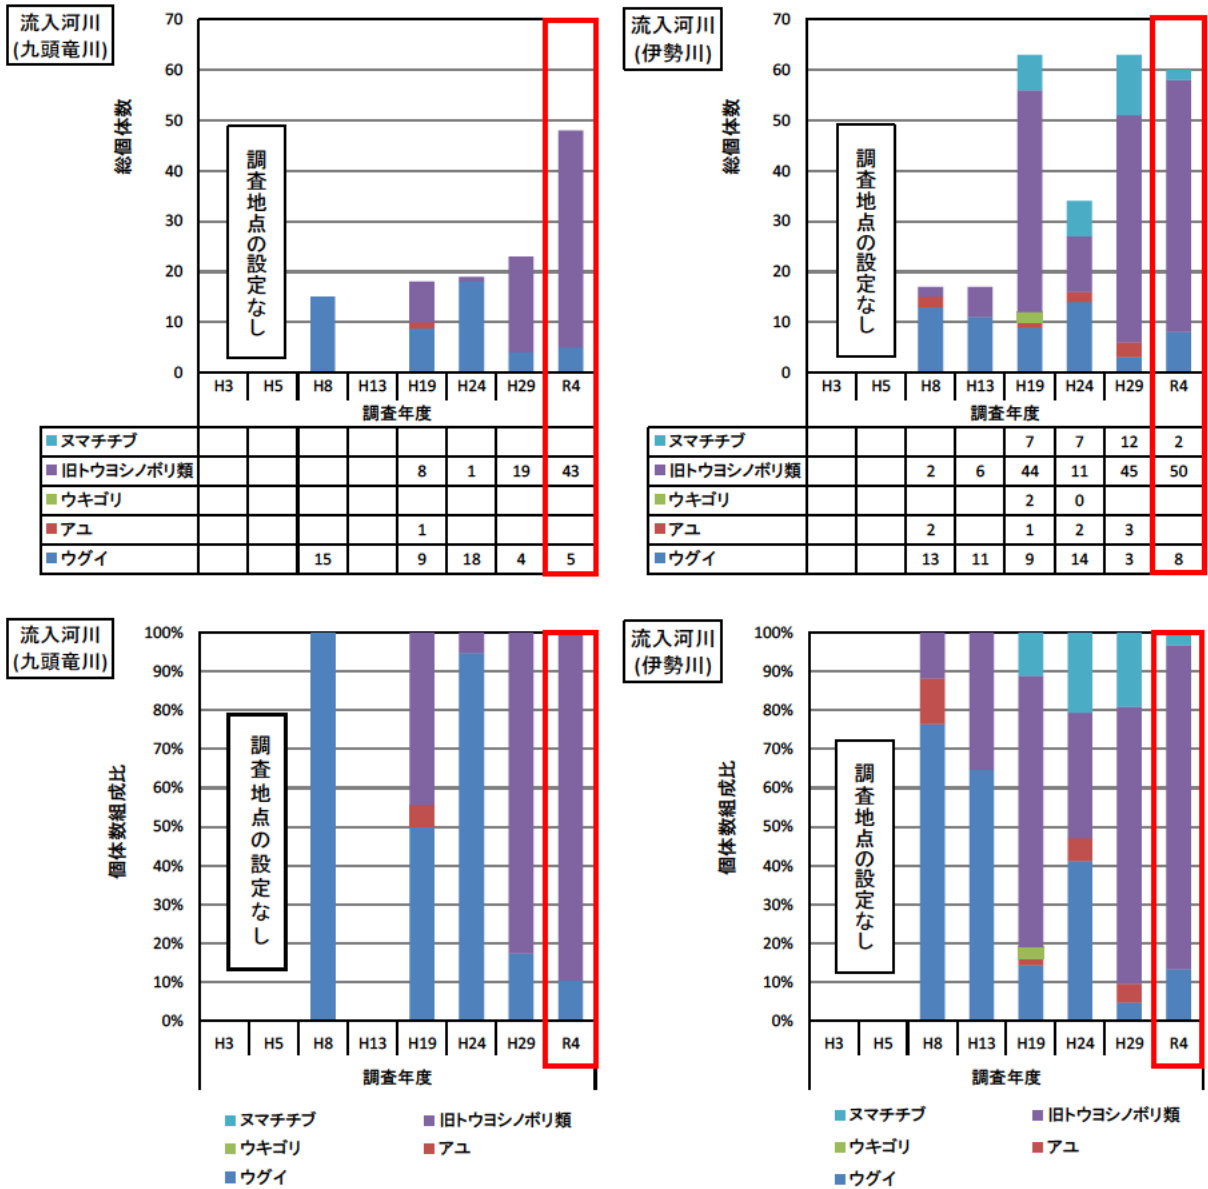 流入河川
(九頭竜川)
総個体数
70
60
50
40
30
20
10
0
調査地点の設定なし
H3 H5 H8 H13 H19 H24 H29 R4
調査年度
ヌマチチブ
旧トウヨシノボリ類 8 1 19 43
ウキゴリ
アユ 1
ウグイ 15 9 18 4 5
流入河川
(伊勢川)
総個体数
70
60
50
40
30
20
10
0
調査地点の設定なし
H3 H5 H8 H13 H19 H24 H29 R4
調査年度
ヌマチチブ 7 7 12 2
旧トウヨシノボリ類 2 6 44 11 45 50
ウキゴリ 2 0
アユ 2 1 2 3
ウグイ 13 11 9 14 3 8
流入河川
(九頭竜川)
個体数組成比
100%
90%
80%
70%
60%
50%
40%
30%
20%
10%
0%
調査地点の設定なし
H3 H5 H8 H13 H19 H24 H29 R4
調査年度
ヌマチチブ 旧トウヨシノボリ類
ウキゴリ アユ
ウグイ
流入河川
(伊勢川)
個体数組成比
100%
90%
80%
70%
60%
50%
40%
30%
20%
10%
0%
調査地点の設定なし
H3 H5 H8 H13 H19 H24 H29 R4
調査年度
ヌマチチブ 旧トウヨシノボリ類
ウキゴリ アユ
ウグイ